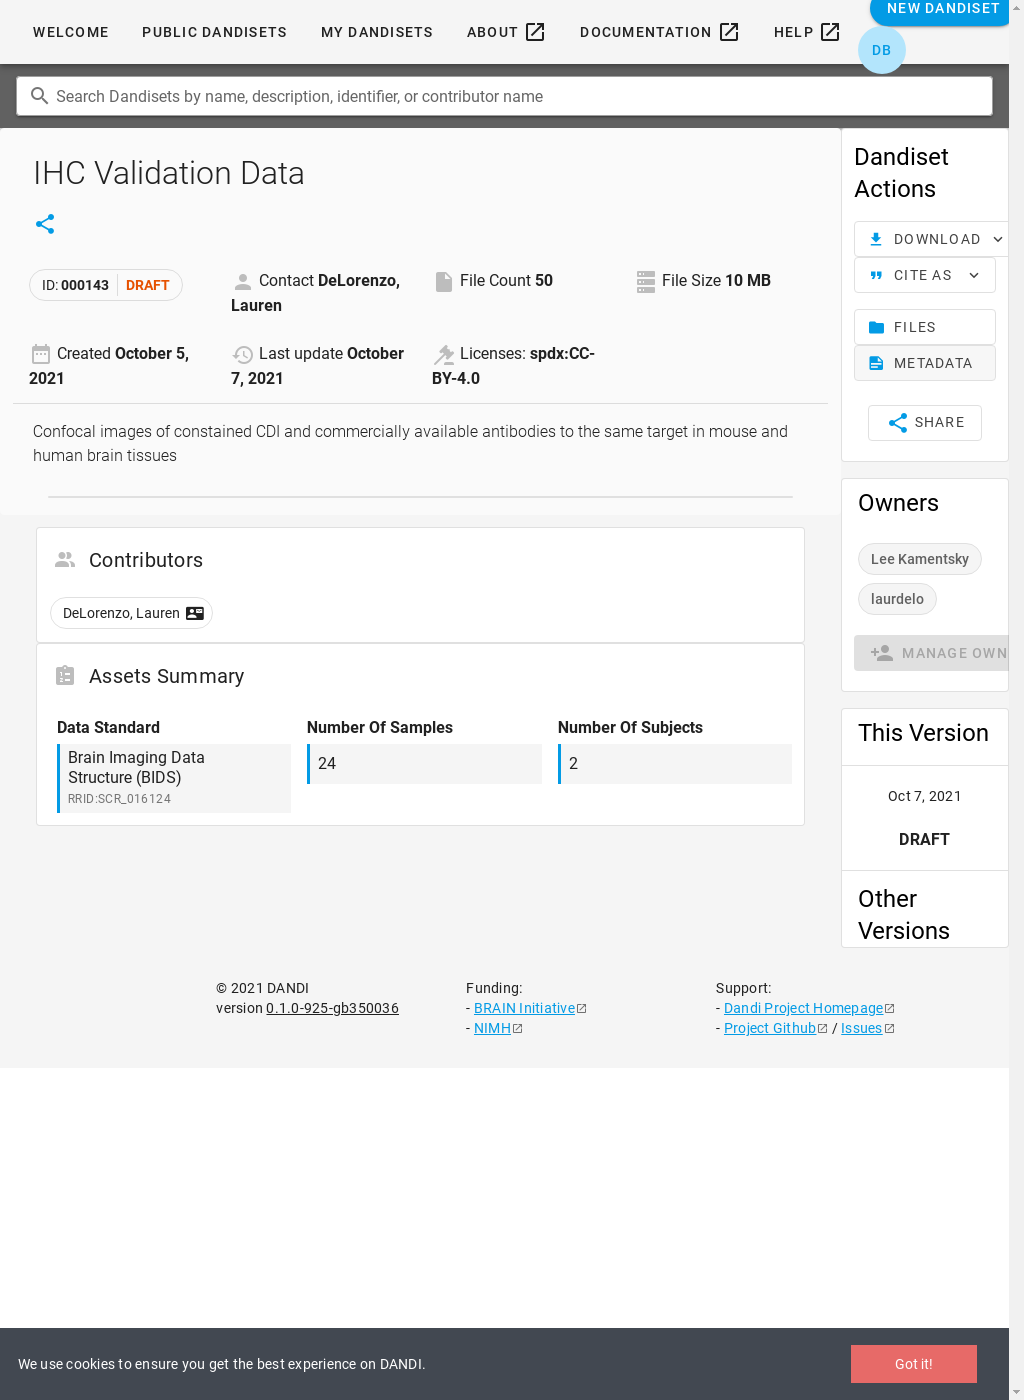 WELCOME
PUBLIC DANDISETS
MY DANDISETS
ABOUT
DOCUMENTATION
HELP
NEW DANDISET
DB
Search Dandisets by name, description, identifier, or contributor name
IHC Validation Data
ID: 000143 DRAFT
Contact DeLorenzo,
Lauren
File Count 50
File Size 10 MB
Created October 5,
2021
Last update October
7, 2021
Licenses: spdx:CC-
BY-4.0
Confocal images of constained CDI and commercially available antibodies to the same target in mouse and
human brain tissues
Contributors
DeLorenzo, Lauren
Assets Summary
Data Standard
Brain Imaging Data
Structure (BIDS)
RRID:SCR_016124
Number Of Samples
24
Number Of Subjects
2
Dandiset
Actions
DOWNLOAD
CITE AS
FILES
METADATA
SHARE
Owners
Lee Kamentsky
laurdelo
MANAGE OWN
This Version
Oct 7, 2021
DRAFT
Other
Versions
© 2021 DANDI
version 0.1.0-925-gb350036
Funding:
- BRAIN Initiative
- NIMH
Support:
- Dandi Project Homepage
- Project Github / Issues
We use cookies to ensure you get the best experience on DANDI.
Got it!